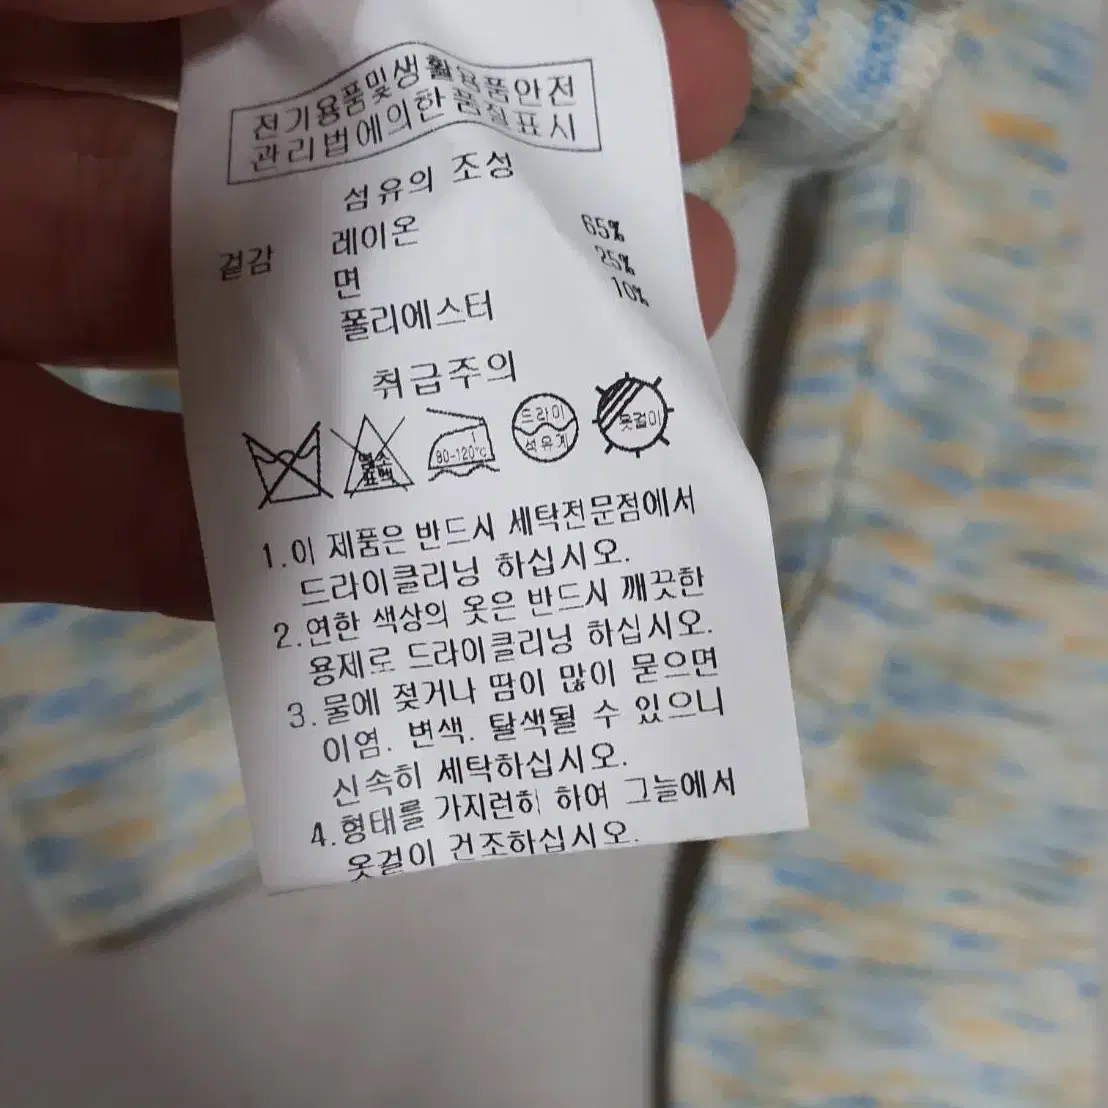 전기용품및생활용품안전
관리법에의한품질표시
섬유의 조성
겉감 레이온 65%
면 25%
폴리에스터 10%
취급주의
염소
표백
80-120℃
드라이
석유계
옷걸이
1.이 제품은 반드시 세탁전문점에서
드라이클리닝 하십시오.
2.연한 색상의 옷은 반드시 깨끗한
용제로 드라이클리닝 하십시오.
3.물에 젖거나 땀이 많이 묻으면
이염. 변색. 탈색될 수 있으니
신속히 세탁하십시오.
4.형태를 가지런히 하여 그늘에서
옷걸이 건조하십시오.